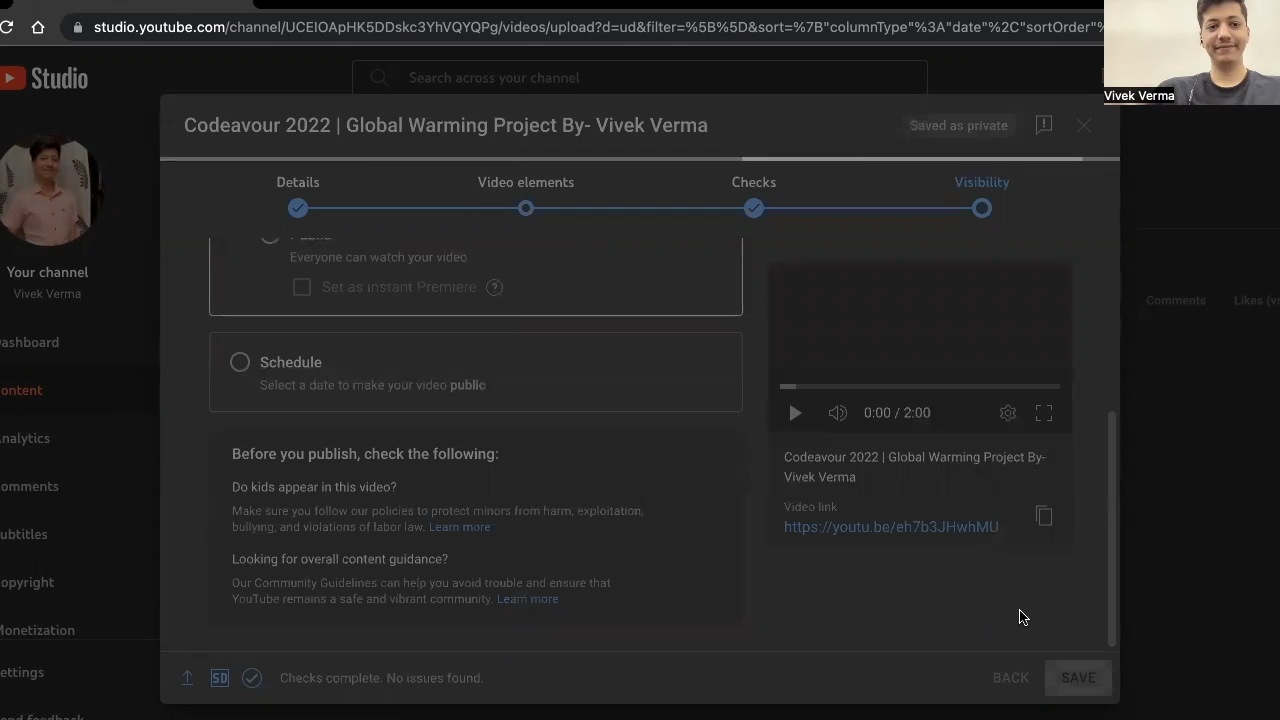 studio.youtube.com/channel/UCEIOApHK5DDskc3YhVQYQPg/videos/upload?d=ud&filter=%5B%5D&sort=%7B"columnType"%3A"date"%2C"sortOrder"%
Vivek Verma
Studio
Search across your channel
Codeavour 2022 | Global Warming Project By- Vivek Verma
Saved as private
Details
Video elements
Checks
Visibility
Public
Everyone can watch your video
Set as instant Premiere ?
Your channel
Vivek Verma
Comments
Likes (v
ashboard
Schedule
Select a date to make your video public
ontent
0:00 / 2:00
nalytics
Before you publish, check the following:
Codeavour 2022 | Global Warming Project By-
Vivek Verma
omments
Do kids appear in this video?
Make sure you follow our policies to protect minors from harm, exploitation,
bullying, and violations of labor law. Learn more
Video link
https://youtu.be/eh7b3JHwhMU
ubtitles
Looking for overall content guidance?
opyright
Our Community Guidelines can help you avoid trouble and ensure that
YouTube remains a safe and vibrant community. Learn more
Monetization
ettings
SD
Checks complete. No issues found.
BACK
SAVE
end feedback